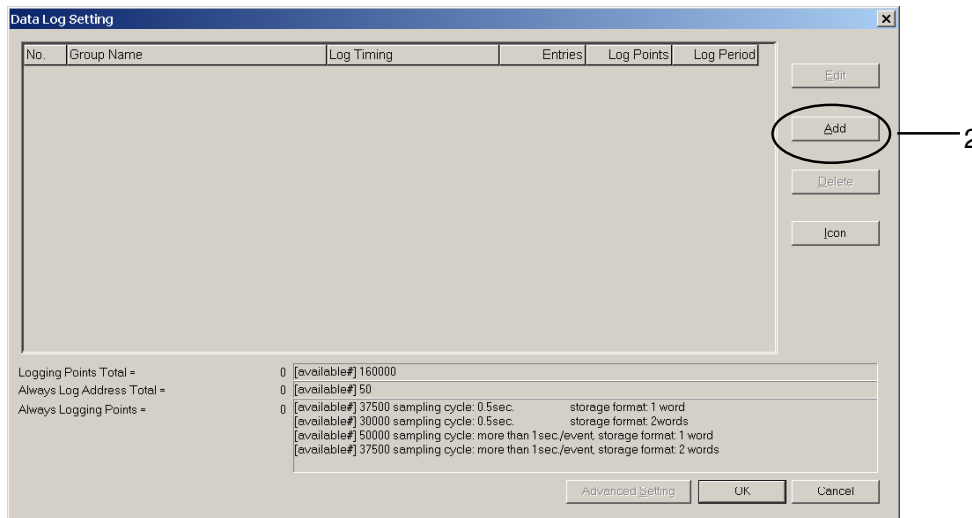 Data Log Setting
No. Group Name Log Timing Entries Log Points Log Period
Edit
Add
2
Delete
Icon
Logging Points Total = 0 [available#] 160000
Always Log Address Total = 0 [available#] 50
Always Logging Points = 0 [available#] 37500 sampling cycle: 0.5sec. storage format: 1 word
[available#] 30000 sampling cycle: 0.5sec. storage format: 2words
[available#] 50000 sampling cycle: more than 1sec./event, storage format: 1 word
[available#] 37500 sampling cycle: more than 1sec./event, storage format: 2 words
Advanced Setting OK Cancel